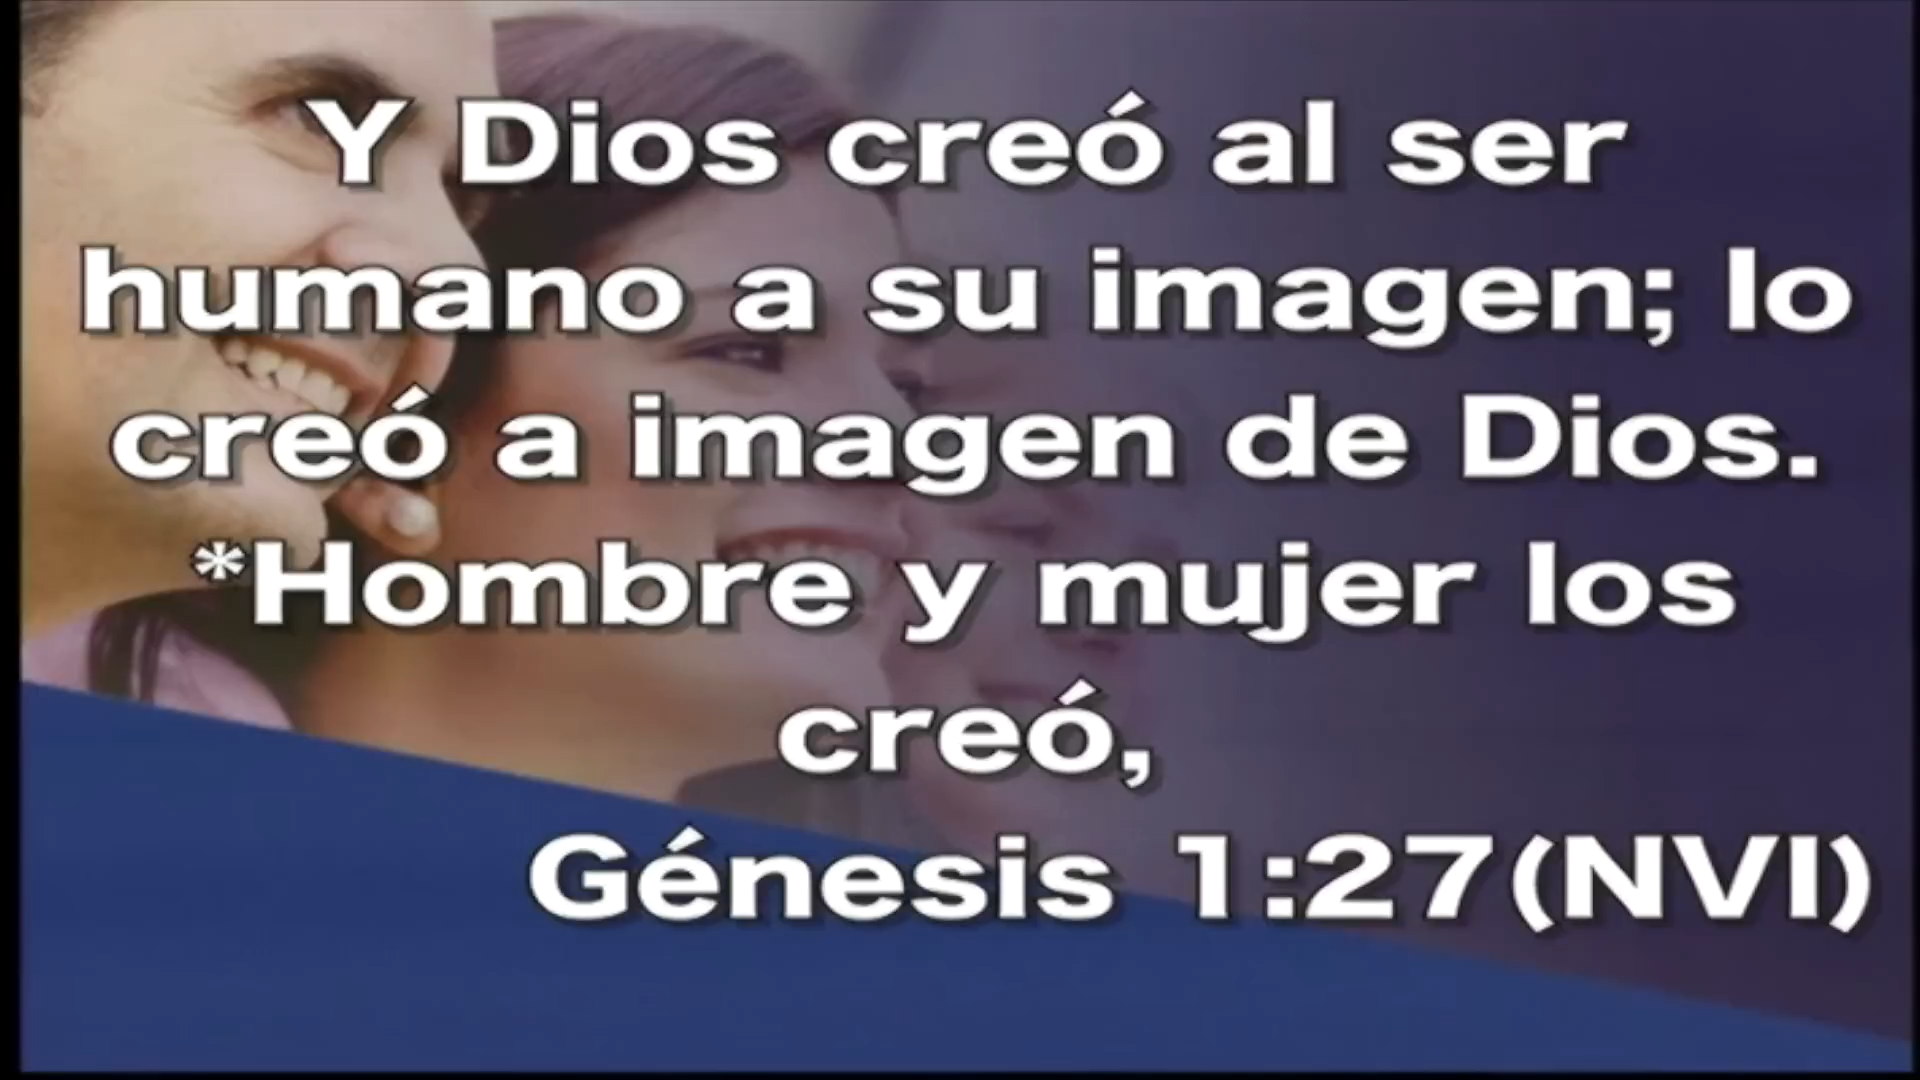 Y Dios creó al ser
humano a su imagen; lo
creó a imagen de Dios.
*Hombre y mujer los
creó,
Génesis 1:27(NVI)